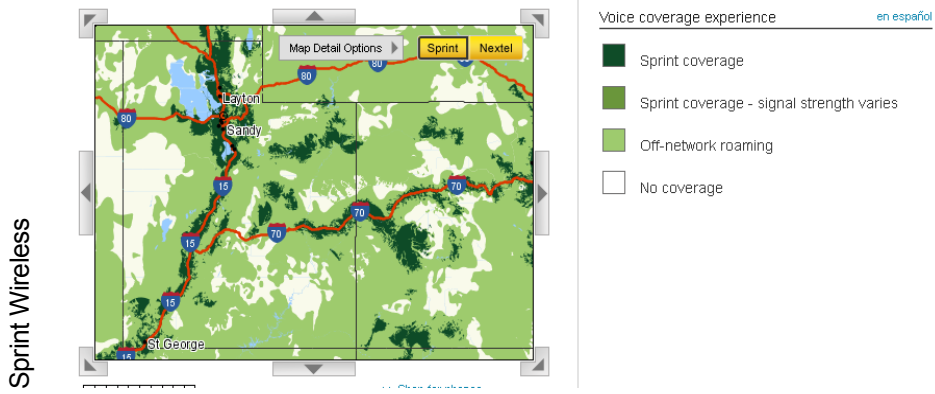 Sprint Wireless
Map Detail Options
Sprint
Nextel
80
80
80
Layton
80
Sandy
15
70
70
15
70
15
St George
15
Voice coverage experience
en español
Sprint coverage
Sprint coverage - signal strength varies
Off-network roaming
No coverage